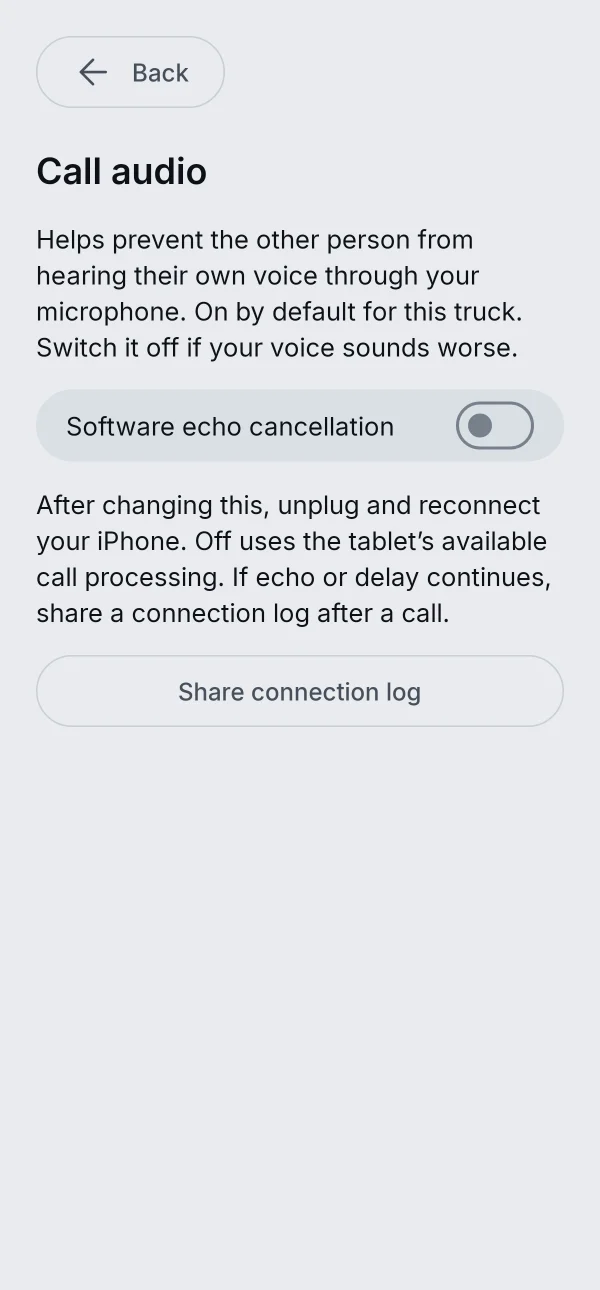 Back
Call audio
Helps prevent the other person from
hearing their own voice through your
microphone. On by default for this truck.
Switch it off if your voice sounds worse.
Software echo cancellation
After changing this, unplug and reconnect
your iPhone. Off uses the tablet’s available
call processing. If echo or delay continues,
share a connection log after a call.
Share connection log